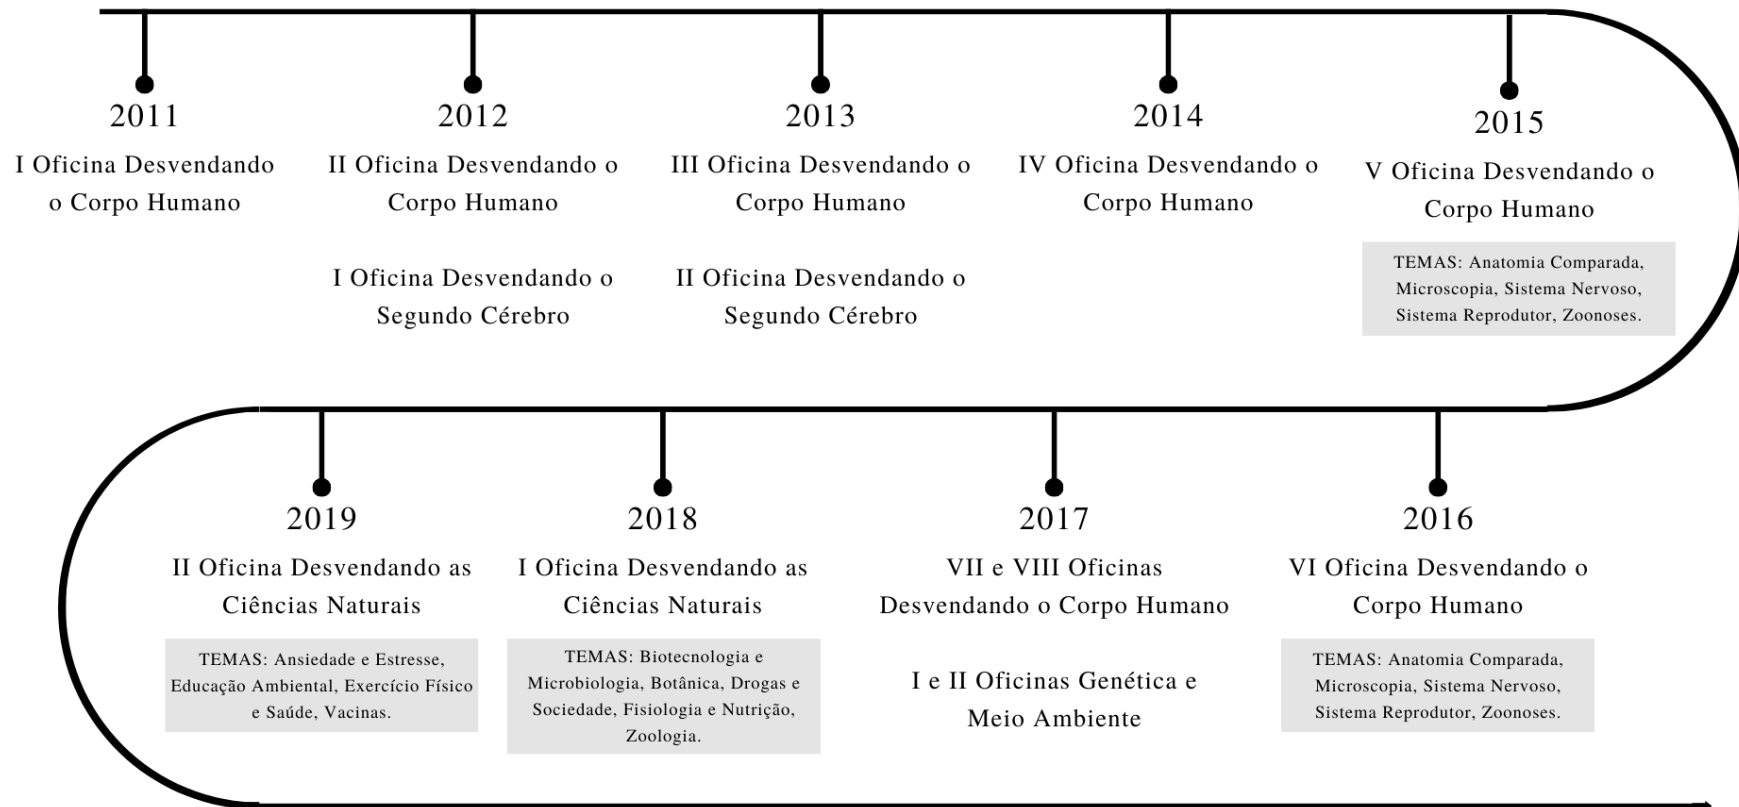 2011
I Oficina Desvendando
o Corpo Humano
2012
II Oficina Desvendando o
Corpo Humano
I Oficina Desvendando o
Segundo Cérebro
2013
III Oficina Desvendando o
Corpo Humano
II Oficina Desvendando o
Segundo Cérebro
2014
IV Oficina Desvendando o
Corpo Humano
2015
V Oficina Desvendando o
Corpo Humano
TEMAS: Anatomia Comparada,
Microscopia, Sistema Nervoso,
Sistema Reprodutor, Zoonoses.
2016
VI Oficina Desvendando o
Corpo Humano
TEMAS: Anatomia Comparada,
Microscopia, Sistema Nervoso,
Sistema Reprodutor, Zoonoses.
2017
VII e VIII Oficinas
Desvendando o Corpo Humano
I e II Oficinas Genética e
Meio Ambiente
2018
I Oficina Desvendando as
Ciências Naturais
TEMAS: Biotecnologia e
Microbiologia, Botânica, Drogas e
Sociedade, Fisiologia e Nutrição,
Zoologia.
2019
II Oficina Desvendando as
Ciências Naturais
TEMAS: Ansiedade e Estresse,
Educação Ambiental, Exercício Físico
e Saúde, Vacinas.